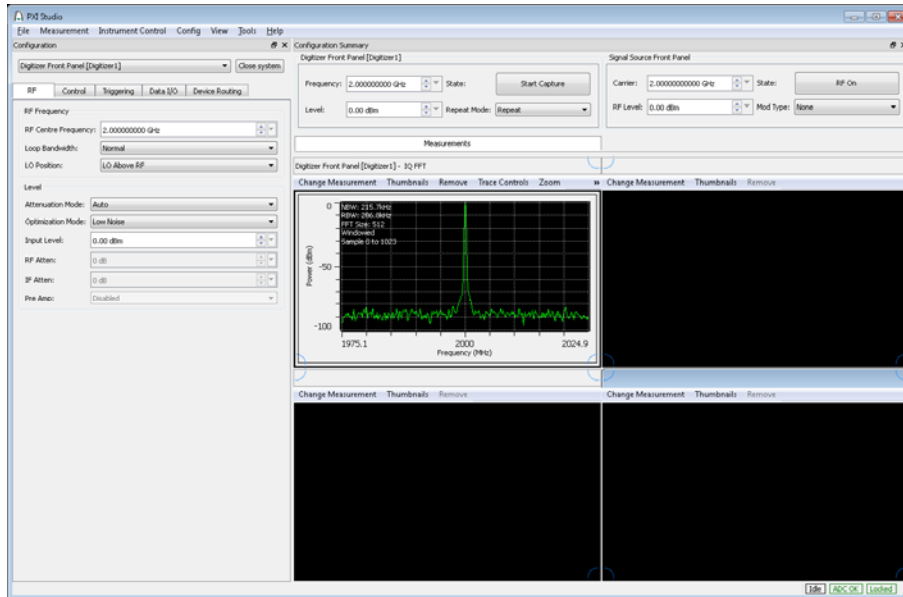 PXI Studio
File Measurement Instrument Control Config View Tools Help
Configuration
Configuration Summary
Digitizer Front Panel [Digitizer1] Close system
RF Control Triggering Data I/O Device Routing
RF Frequency
RF Centre Frequency: 2.000000000 GHz
Loop Bandwidth: Normal
LO Position: LO Above RF
Level
Attenuation Mode: Auto
Optimization Mode: Low Noise
Input Level: 0.00 dBm
RF Atten: 0 dB
IF Atten: 0 dB
Pre Amp: Disabled
Digitizer Front Panel [Digitizer1]
Frequency: 2.000000000 GHz State: Start Capture
Level: 0.00 dBm Repeat Mode: Repeat
Signal Source Front Panel
Carrier: 2.00000000000 GHz State: RF On
RF Level: 0.00 dBm Mod Type: None
Measurements
Digitizer Front Panel [Digitizer1] - IQ FFT
Change Measurement Thumbnails Remove Trace Controls Zoom »
NBW: 215.7kHz
RBW: 286.0kHz
FFT Size: 512
Windowed
Sample 0 to 1023
Power (dBm)
0
-50
-100
1975.1 2000 2024.9
Frequency (MHz)
Change Measurement Thumbnails Remove
Change Measurement Thumbnails Remove
Change Measurement Thumbnails Remove
Idle ADC OK Locked